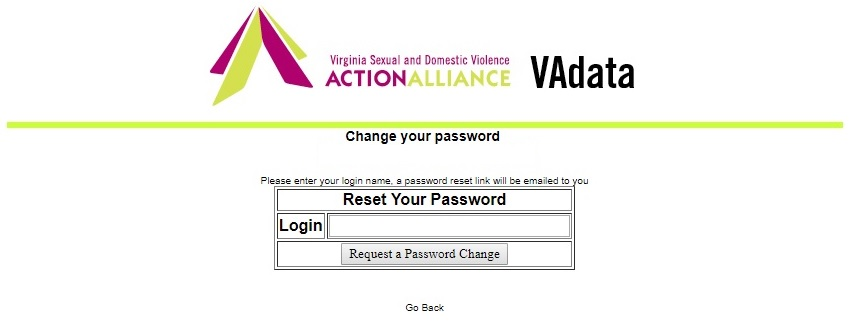 Virginia Sexual and Domestic Violence
ACTIONALLIANCE VAdata
Change your password
Please enter your login name, a password reset link will be emailed to you
Reset Your Password
Login
Request a Password Change
Go Back